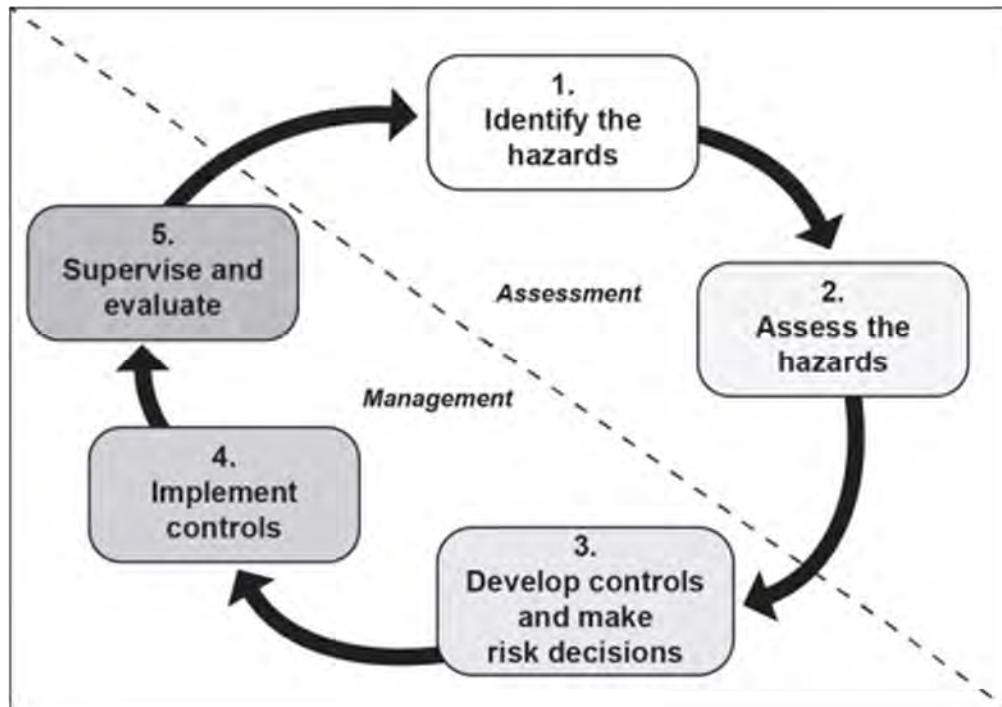 1.
Identify the
hazards
5.
Supervise and
evaluate
Assessment
2.
Assess the
hazards
Management
4.
Implement
controls
3.
Develop controls
and make
risk decisions